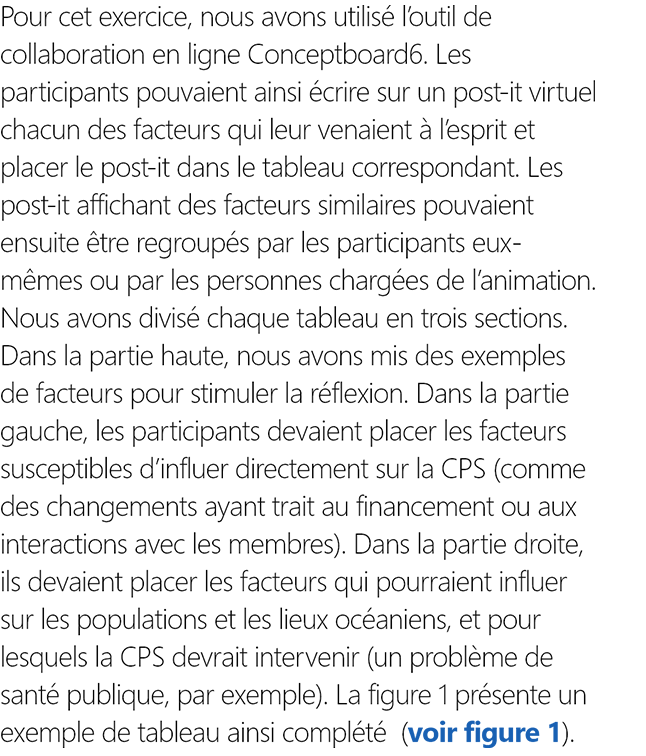 Pour cet exercice, nous avons utilisé l’outil de
collaboration en ligne Conceptboard6. Les
participants pouvaient ainsi écrire sur un post-it virtuel
chacun des facteurs qui leur venaient à l’esprit et
placer le post-it dans le tableau correspondant. Les
post-it affichant des facteurs similaires pouvaient
ensuite être regroupés par les participants eux-
mêmes ou par les personnes chargées de l’animation.
Nous avons divisé chaque tableau en trois sections.
Dans la partie haute, nous avons mis des exemples
de facteurs pour stimuler la réflexion. Dans la partie
gauche, les participants devaient placer les facteurs
susceptibles d’influer directement sur la CPS (comme
des changements ayant trait au financement ou aux
interactions avec les membres). Dans la partie droite,
ils devaient placer les facteurs qui pourraient influer
sur les populations et les lieux océaniens, et pour
lesquels la CPS devrait intervenir (un problème de
santé publique, par exemple). La figure 1 présente un
exemple de tableau ainsi complété  (voir figure 1).